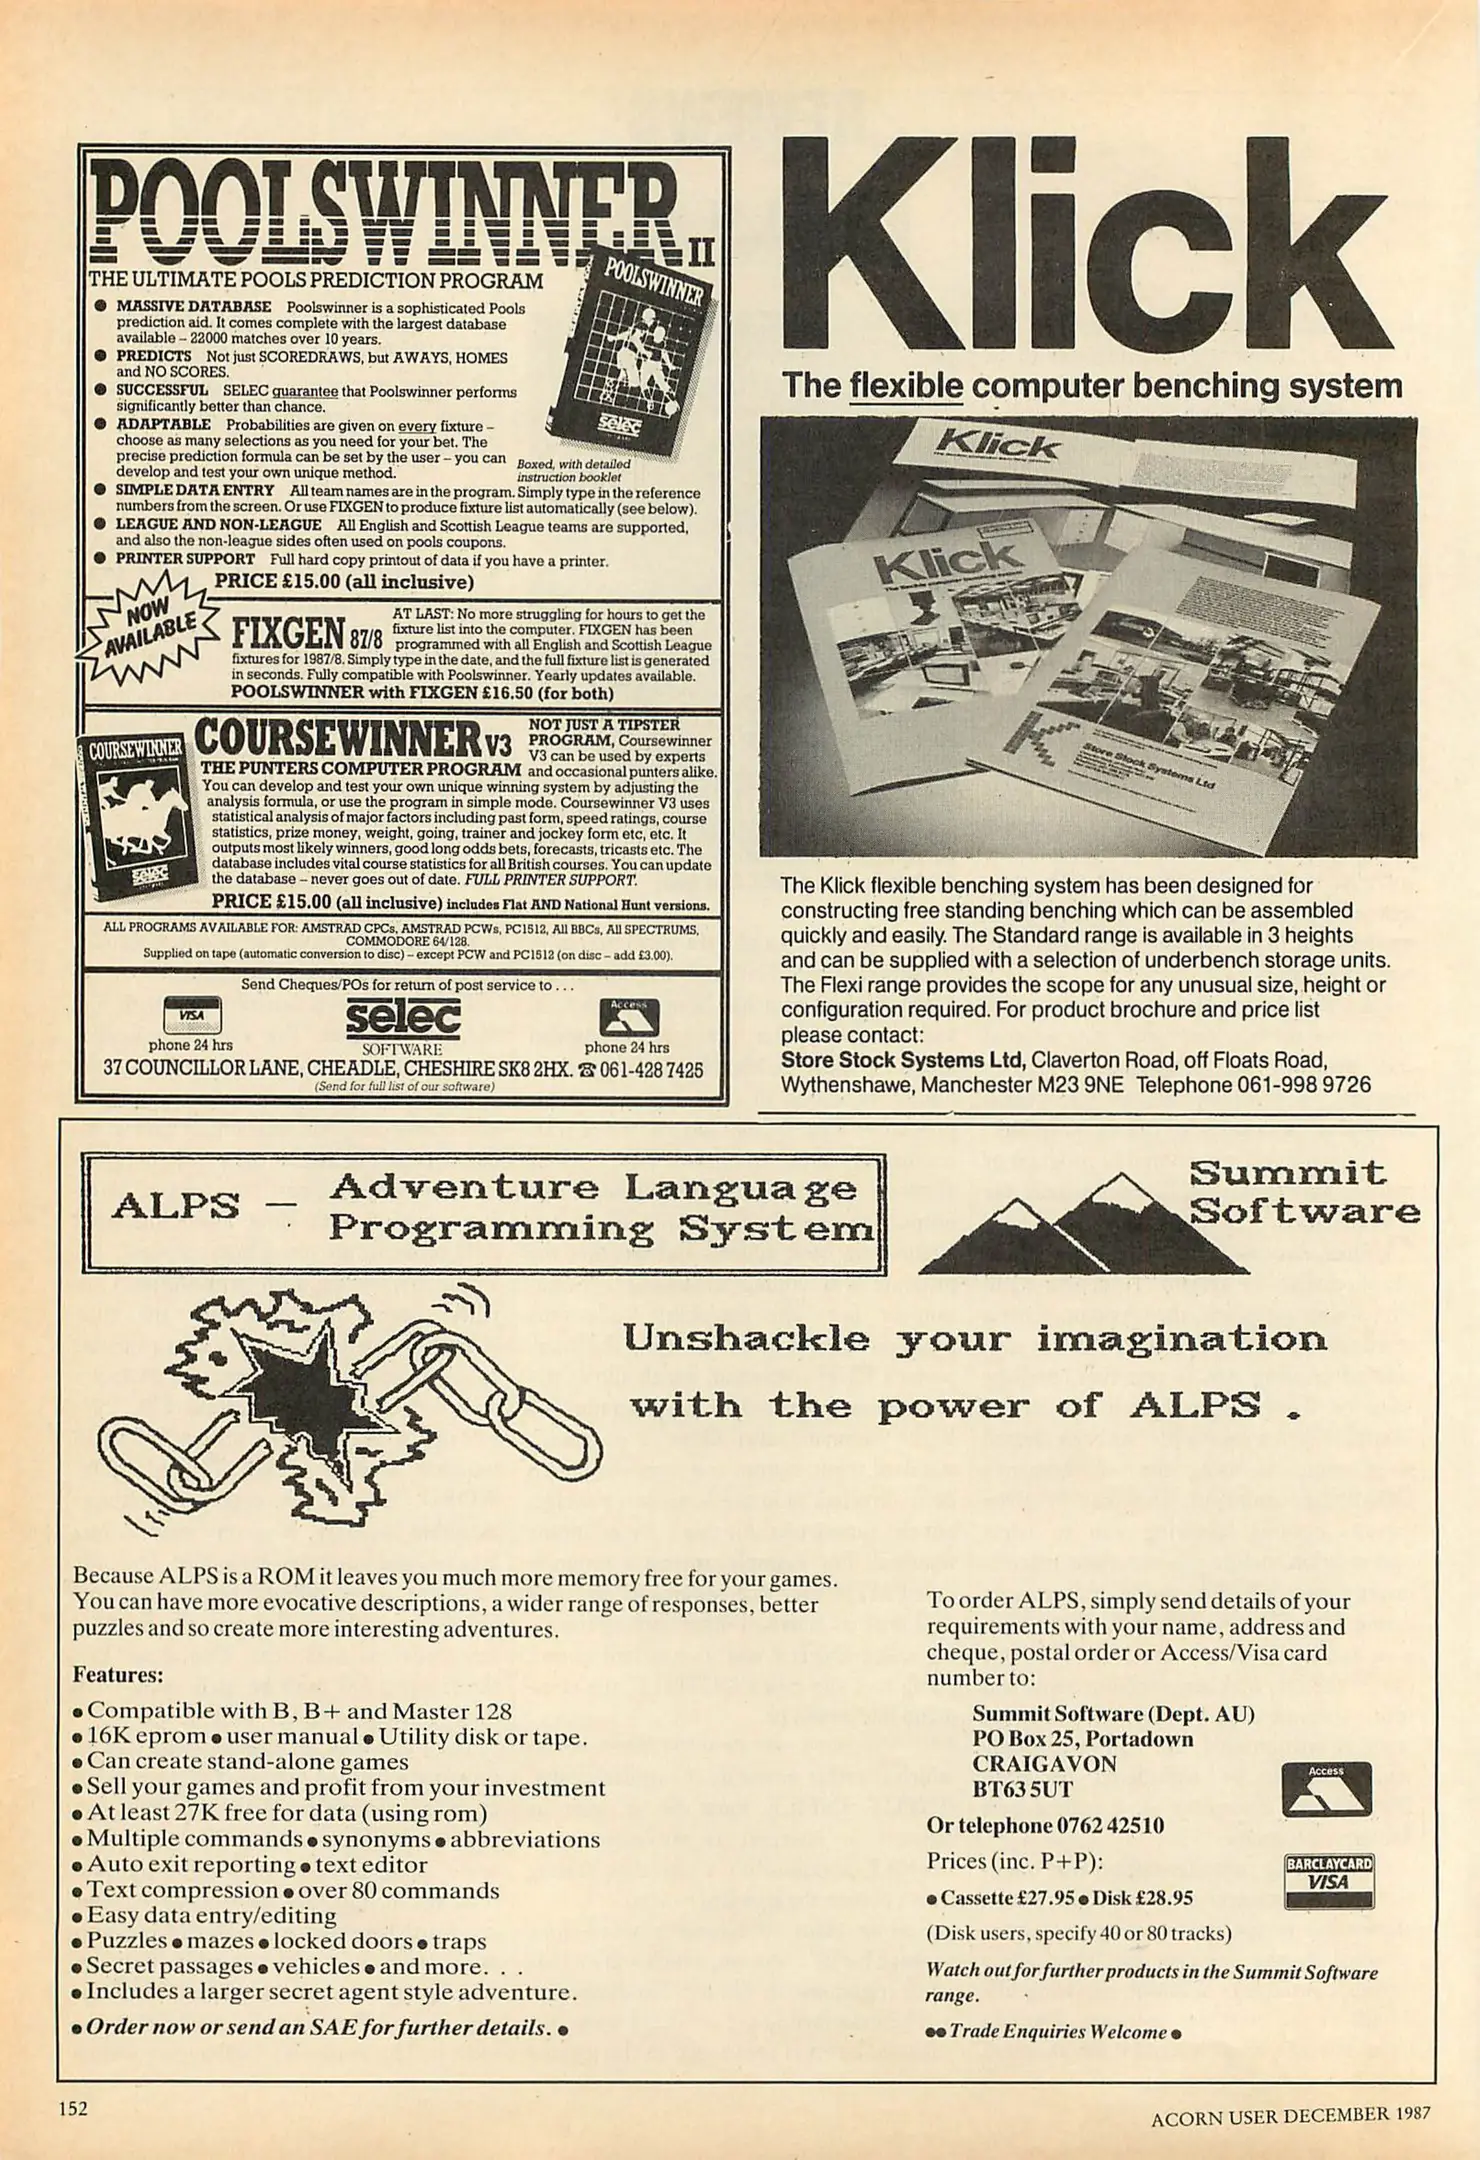 POOLSWINNER II
THE ULTIMATE POOLS PREDICTION PROGRAM
● MASSIVE DATABASE Poolswinner is a sophisticated Pools
prediction aid. It comes complete with the largest database
available – 22000 matches over 10 years.
● PREDICTS Not just SCOREDRAWS, but AWAYS, HOMES
and NO SCORES.
● SUCCESSFUL SELEC guarantee that Poolswinner performs
significantly better than chance.
● ADAPTABLE Probabilities are given on every fixture –
choose as many selections as you need for your bet. The
precise prediction formula can be set by the user – you can
develop and test your own unique method.
POOLSWINNER
selec
Boxed, with detailed
instruction booklet
● SIMPLE DATA ENTRY All team names are in the program. Simply type in the reference
numbers from the screen. Or use FIXGEN to produce fixture list automatically (see below).
● LEAGUE AND NON-LEAGUE All English and Scottish League teams are supported,
and also the non-league sides often used on pools coupons.
● PRINTER SUPPORT Full hard copy printout of data if you have a printer.
PRICE £15.00 (all inclusive)
NOW
AVAILABLE
FIXGEN 87/8
AT LAST: No more struggling for hours to get the
fixture list into the computer. FIXGEN has been
programmed with all English and Scottish League
fixtures for 1987/8. Simply type in the date, and the full fixture list is generated
in seconds. Fully compatible with Poolswinner. Yearly updates available.
POOLSWINNER with FIXGEN £16.50 (for both)
COURSEWINNER
selec
COURSEWINNER V3
THE PUNTERS COMPUTER PROGRAM
NOT JUST A TIPSTER
PROGRAM, Coursewinner
V3 can be used by experts
and occasional punters alike.
You can develop and test your own unique winning system by adjusting the
analysis formula, or use the program in simple mode. Coursewinner V3 uses
statistical analysis of major factors including past form, speed ratings, course
statistics, prize money, weight, going, trainer and jockey form etc, etc. It
outputs most likely winners, good long odds bets, forecasts, tricasts etc. The
database includes vital course statistics for all British courses. You can update
the database – never goes out of date. FULL PRINTER SUPPORT.
PRICE £15.00 (all inclusive) includes Flat AND National Hunt versions.
ALL PROGRAMS AVAILABLE FOR: AMSTRAD CPCs, AMSTRAD PCWs, PC1512, All BBCs, All SPECTRUMS,
COMMODORE 64/128.
Supplied on tape (automatic conversion to disc) – except PCW and PC1512 (on disc – add £3.00).
Send Cheques/POs for return of post service to . . .
VISA
phone 24 hrs
selec
SOFTWARE
Access
phone 24 hrs
37 COUNCILLOR LANE, CHEADLE, CHESHIRE SK8 2HX. ☎ 061-428 7425
(Send for full list of our software)
Klick
The flexible computer benching system
Klick
Klick
Store Stock Systems Ltd
The Klick flexible benching system has been designed for
constructing free standing benching which can be assembled
quickly and easily. The Standard range is available in 3 heights
and can be supplied with a selection of underbench storage units.
The Flexi range provides the scope for any unusual size, height or
configuration required. For product brochure and price list
please contact:
Store Stock Systems Ltd, Claverton Road, off Floats Road,
Wythenshawe, Manchester M23 9NE Telephone 061-998 9726
ALPS – Adventure Language
Programming System
Summit
Software
Unshackle your imagination
with the power of ALPS .
Because ALPS is a ROM it leaves you much more memory free for your games.
You can have more evocative descriptions, a wider range of responses, better
puzzles and so create more interesting adventures.
Features:
● Compatible with B, B+ and Master 128
● 16K eprom ● user manual ● Utility disk or tape.
● Can create stand-alone games
● Sell your games and profit from your investment
● At least 27K free for data (using rom)
● Multiple commands ● synonyms ● abbreviations
● Auto exit reporting ● text editor
● Text compression ● over 80 commands
● Easy data entry/editing
● Puzzles ● mazes ● locked doors ● traps
● Secret passages ● vehicles ● and more. . .
● Includes a larger secret agent style adventure.
● Order now or send an SAE for further details. ●
To order ALPS, simply send details of your
requirements with your name, address and
cheque, postal order or Access/Visa card
number to:
Summit Software (Dept. AU)
PO Box 25, Portadown
CRAIGAVON
BT63 5UT
Or telephone 0762 42510
Prices (inc. P+P):
● Cassette £27.95 ● Disk £28.95
(Disk users, specify 40 or 80 tracks)
Watch out for further products in the Summit Software
range.
●● Trade Enquiries Welcome ●
Access
BARCLAYCARD
VISA
152
ACORN USER DECEMBER 1987